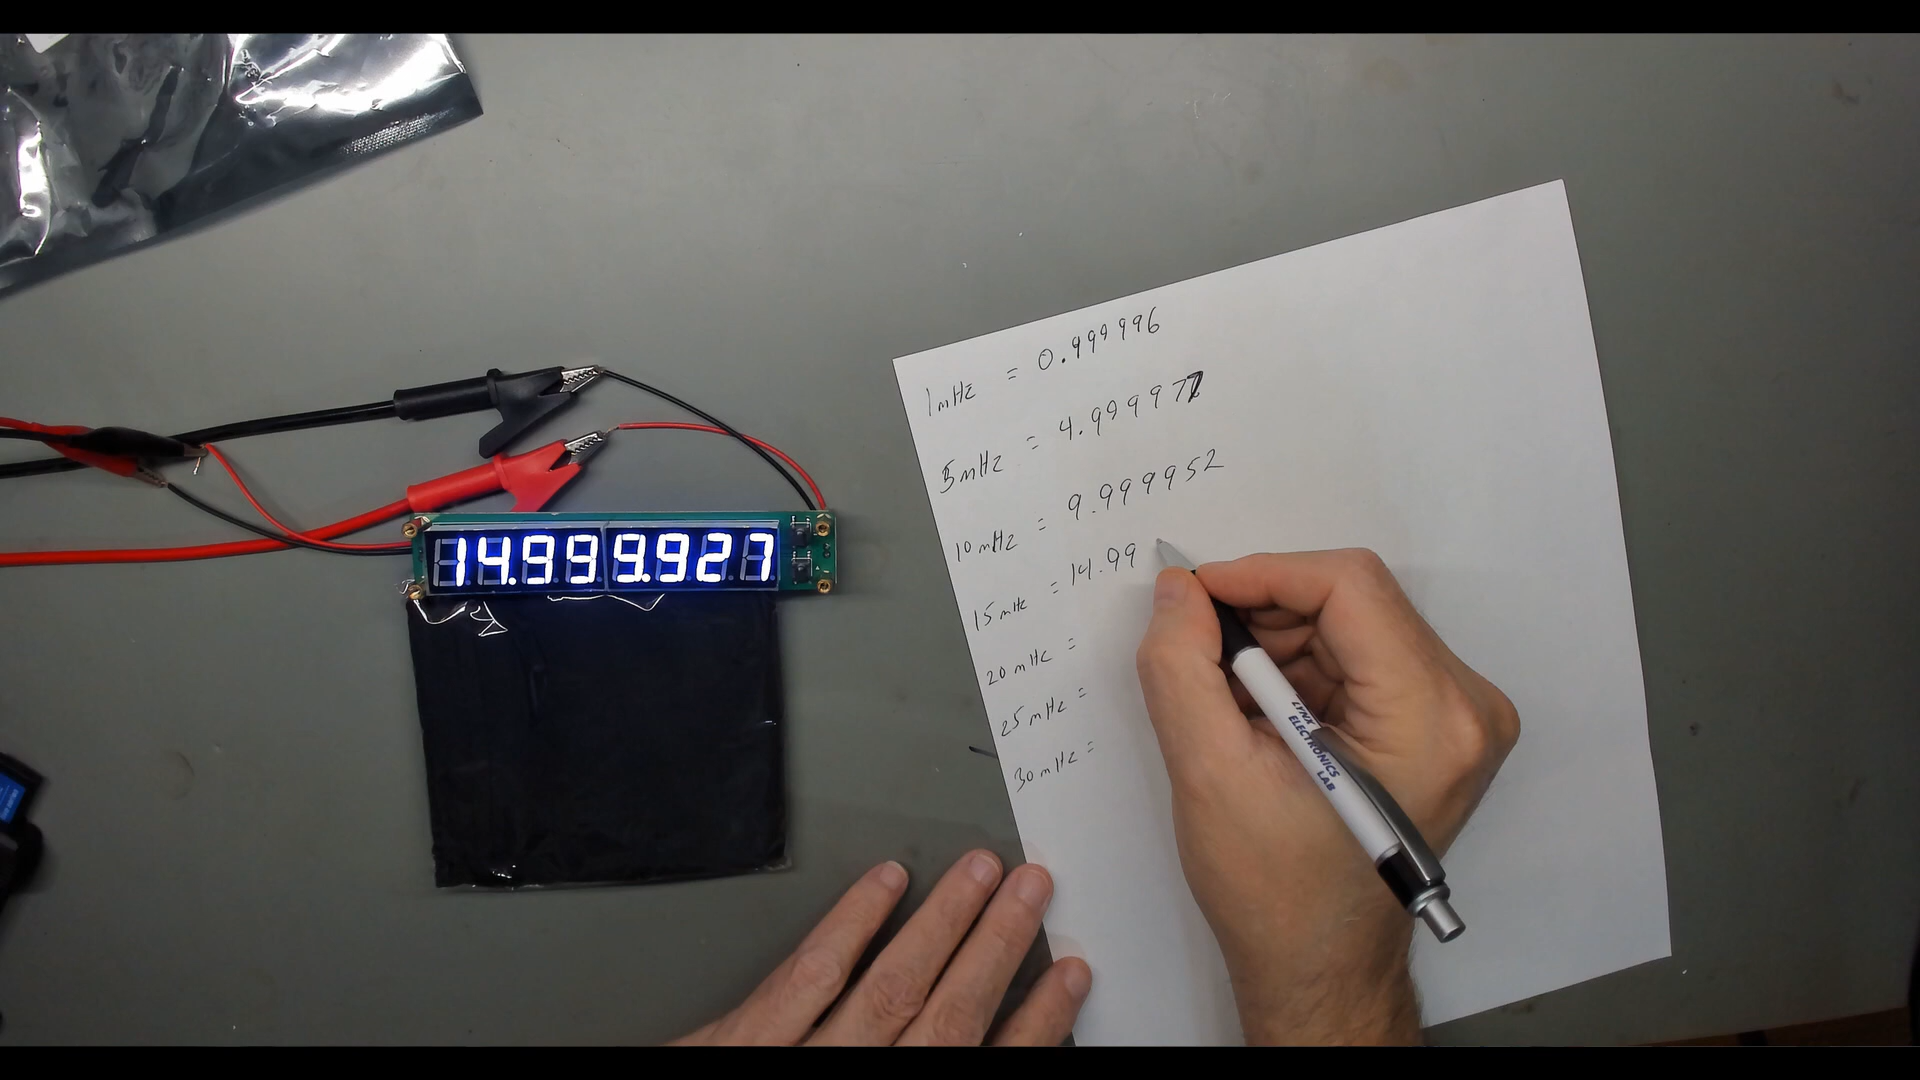 1mHz = 0.999996
5mHz = 4.999977
10mHz = 9.999952
15mHz = 14.99
20mHz =
25mHz =
30mHz =
14.999.927
LYNX
ELECTRONICS
LAB